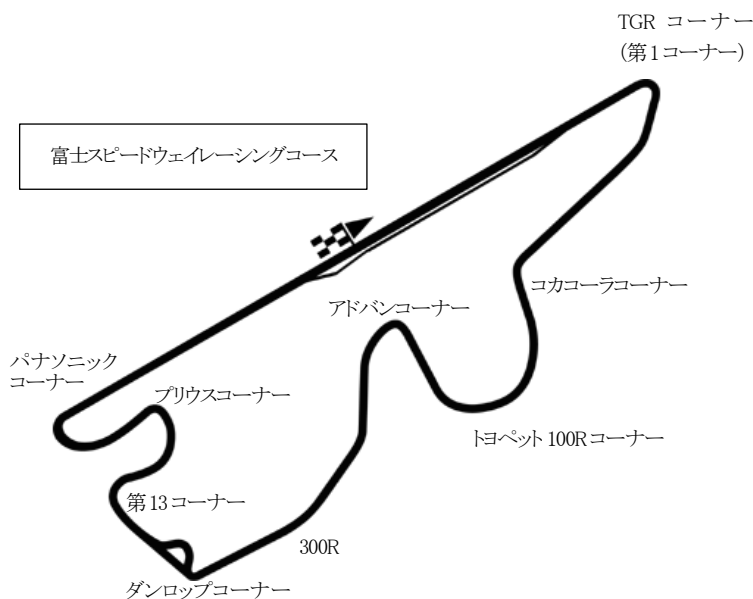 TGR コーナー
(第1コーナー)
富士スピードウェイレーシングコース
コカコーラコーナー
アドバンコーナー
パナソニック
コーナー
プリウスコーナー
トヨペット 100Rコーナー
第13コーナー
300R
ダンロップコーナー